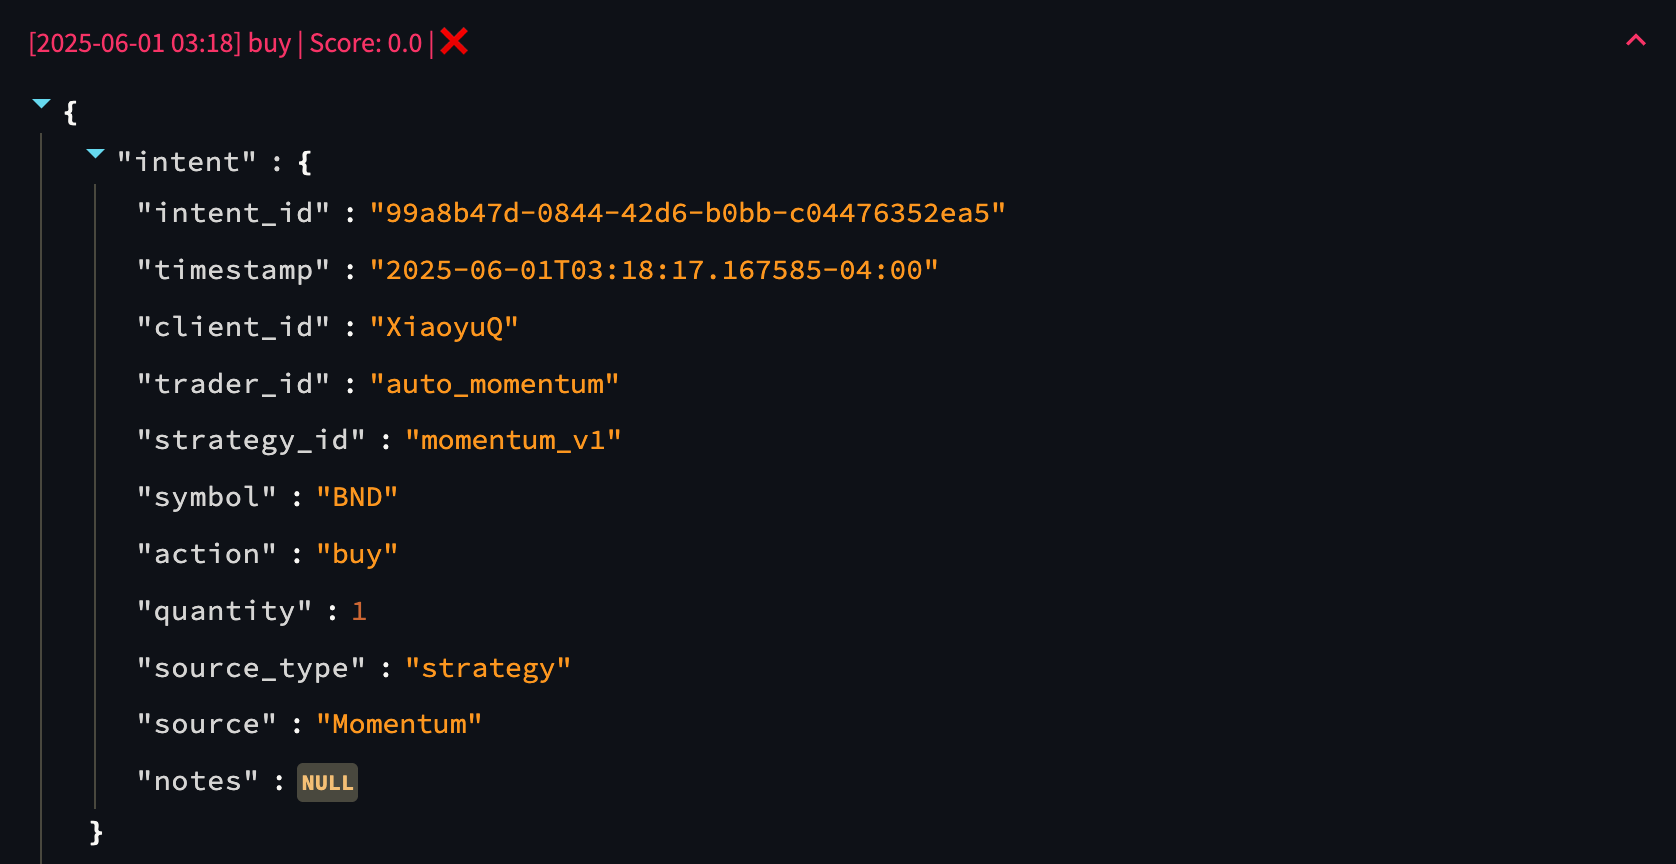 [2025-06-01 03:18] buy | Score: 0.0 | ❌
{
"intent" : {
"intent_id" : "99a8b47d-0844-42d6-b0bb-c04476352ea5"
"timestamp" : "2025-06-01T03:18:17.167585-04:00"
"client_id" : "XiaoyuQ"
"trader_id" : "auto_momentum"
"strategy_id" : "momentum_v1"
"symbol" : "BND"
"action" : "buy"
"quantity" : 1
"source_type" : "strategy"
"source" : "Momentum"
"notes" : NULL
}